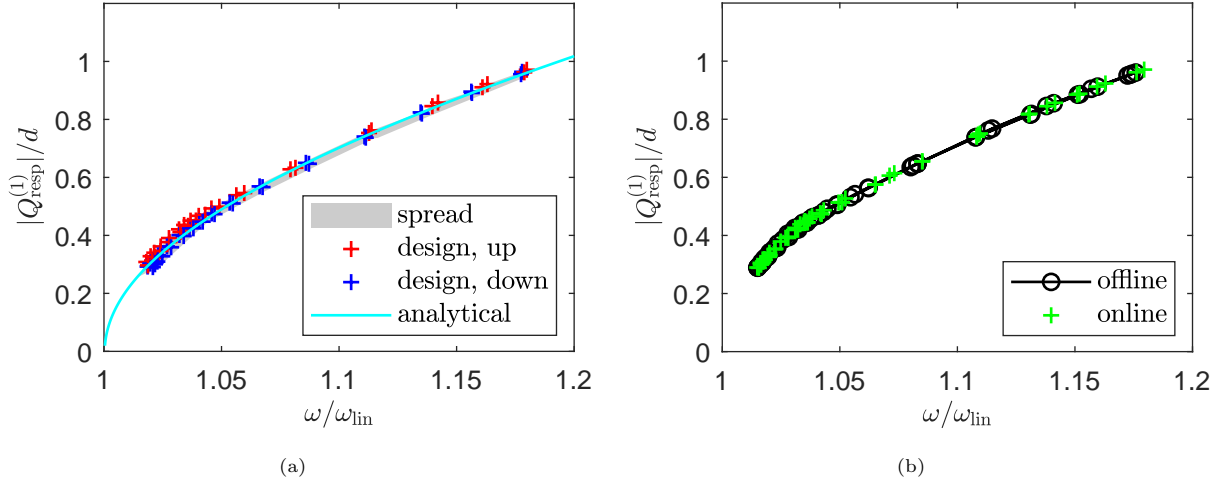 |Q_resp^(1)|/d
1
0.8
0.6
0.4
0.2
0
1
1.05
1.1
1.15
1.2
ω/ω_lin
spread
design, up
design, down
analytical
(a)
|Q_resp^(1)|/d
1
0.8
0.6
0.4
0.2
0
1
1.05
1.1
1.15
1.2
ω/ω_lin
offline
online
(b)